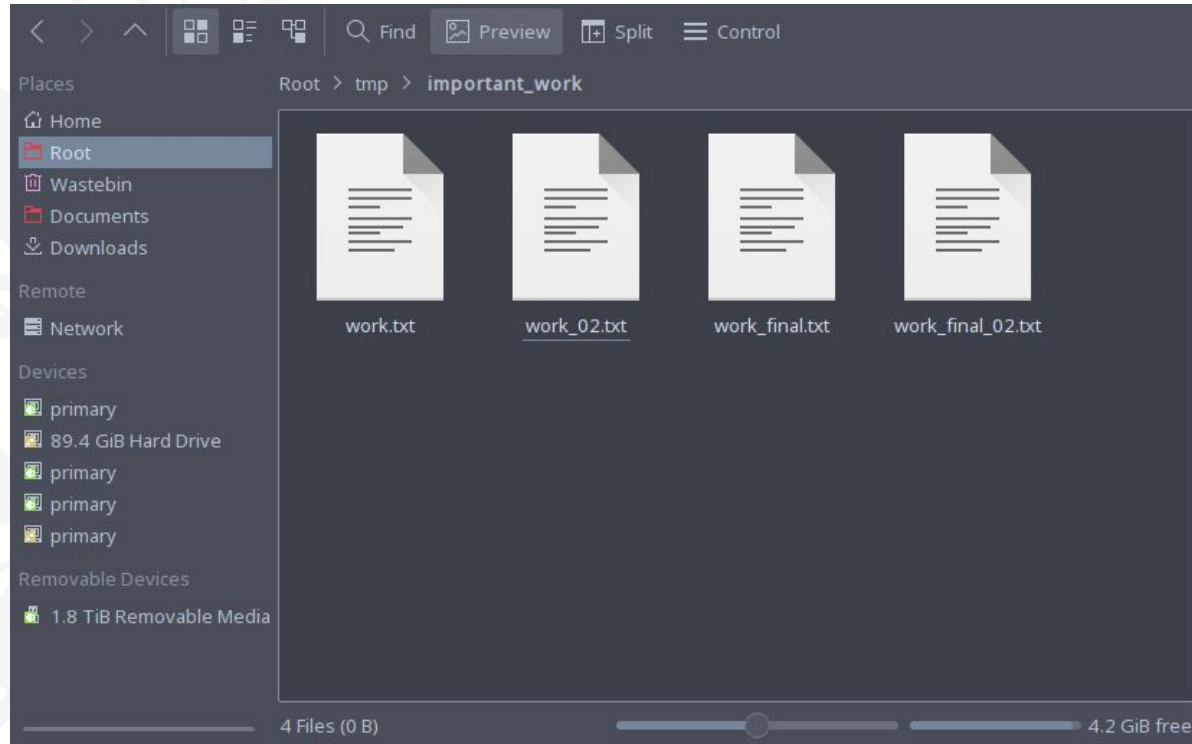 Find Preview Split Control
Places
Root > tmp > important_work
Home
Root
Wastebin
Documents
Downloads
Remote
Network
work.txt work_02.txt work_final.txt work_final_02.txt
Devices
primary
89.4 GiB Hard Drive
primary
primary
primary
Removable Devices
1.8 TiB Removable Media
4 Files (0 B) 4.2 GiB free